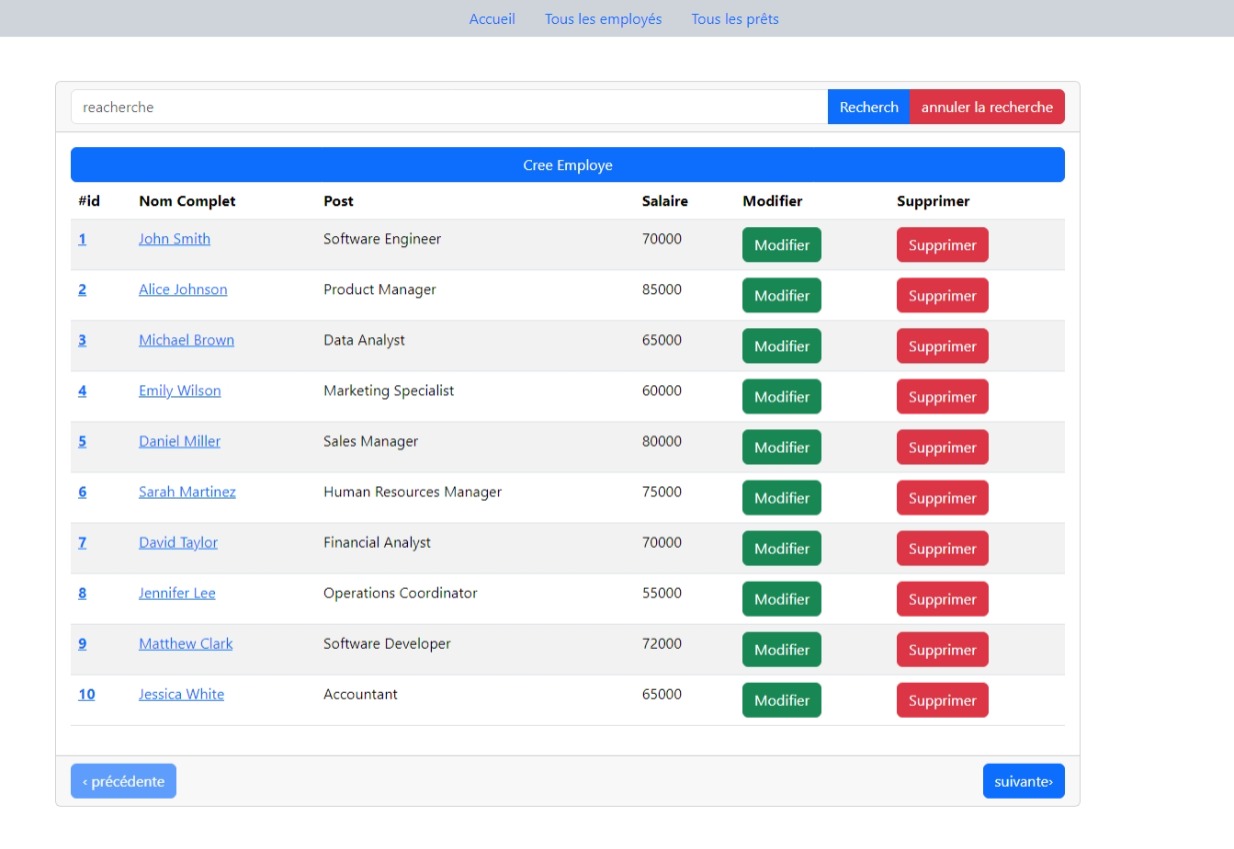 Accueil Tous les employés Tous les prêts
reacherche Recherch annuler la recherche
Cree Employe
#id Nom Complet Post Salaire Modifier Supprimer
1 John Smith Software Engineer 70000 Modifier Supprimer
2 Alice Johnson Product Manager 85000 Modifier Supprimer
3 Michael Brown Data Analyst 65000 Modifier Supprimer
4 Emily Wilson Marketing Specialist 60000 Modifier Supprimer
5 Daniel Miller Sales Manager 80000 Modifier Supprimer
6 Sarah Martinez Human Resources Manager 75000 Modifier Supprimer
7 David Taylor Financial Analyst 70000 Modifier Supprimer
8 Jennifer Lee Operations Coordinator 55000 Modifier Supprimer
9 Matthew Clark Software Developer 72000 Modifier Supprimer
10 Jessica White Accountant 65000 Modifier Supprimer
‹ précédente suivante›